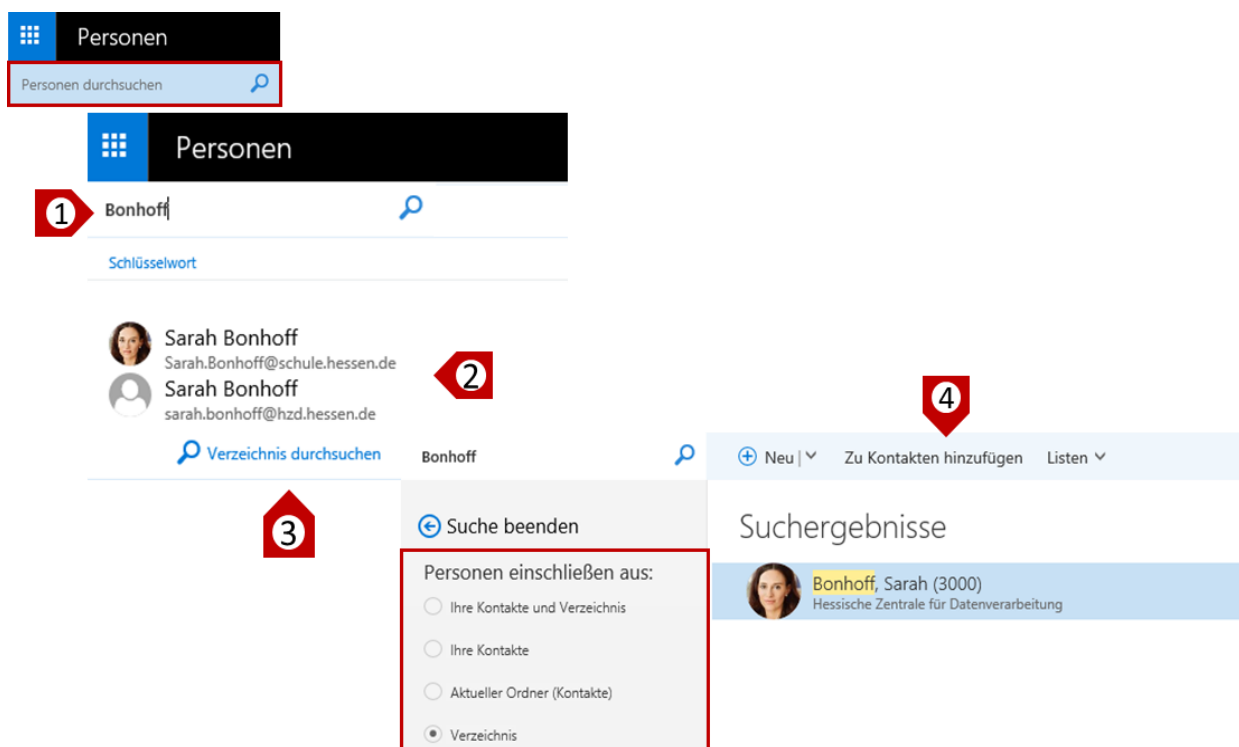 Personen
Personen durchsuchen
Personen
1
Bonhoff
Schlüsselwort
Sarah Bonhoff
Sarah.Bonhoff@schule.hessen.de
2
Sarah Bonhoff
sarah.bonhoff@hzd.hessen.de
Verzeichnis durchsuchen
3
Bonhoff
Suche beenden
Personen einschließen aus:
Ihre Kontakte und Verzeichnis
Ihre Kontakte
Aktueller Ordner (Kontakte)
Verzeichnis
4
Neu | Zu Kontakten hinzufügen Listen
Suchergebnisse
Bonhoff, Sarah (3000)
Hessische Zentrale für Datenverarbeitung